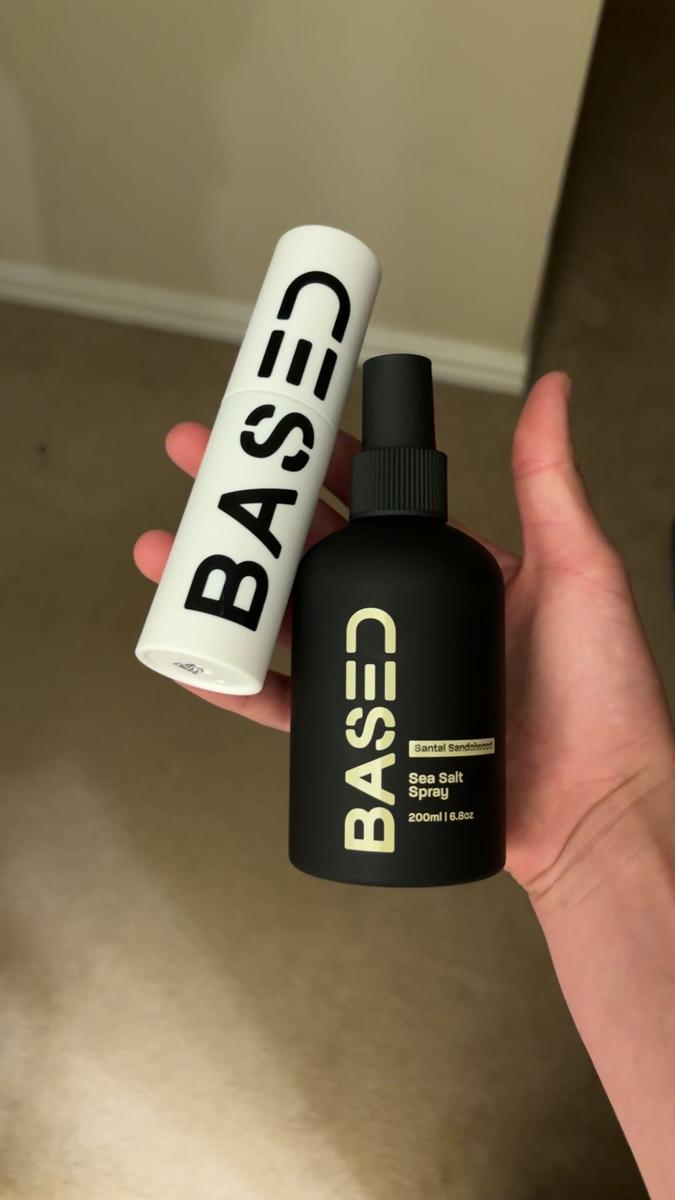 BASED
BASED
Santal Sandalwood
Sea Salt
Spray
200ml | 6.8oz